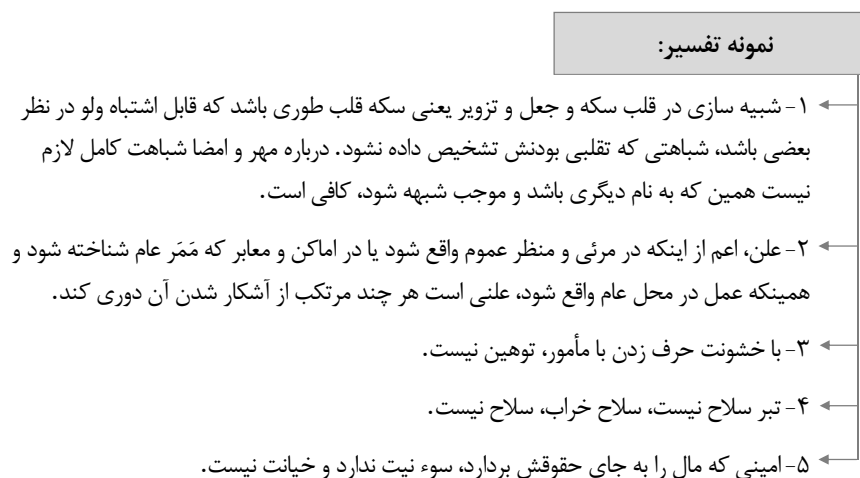 نمونه تفسیر:
۱- شبیه سازی در قلب سکه و جعل و تزویر یعنی سکه قلب طوری باشد که قابل اشتباه ولو در نظر
بعضی باشد، شباهتی که تقلبی بودنش تشخیص داده نشود. درباره مهر و امضا شباهت کامل لازم
نیست همین که به نام دیگری باشد و موجب شبهه شود، کافی است.
۲- علن، اعم از اینکه در مرئی و منظر عموم واقع شود یا در اماکن و معابر که مَمَر عام شناخته شود و
همینکه عمل در محل عام واقع شود، علنی است هر چند مرتکب از آشکار شدن آن دوری کند.
۳- با خشونت حرف زدن با مأمور، توهین نیست.
۴- تبر سلاح نیست، سلاح خراب، سلاح نیست.
۵- امینی که مال را به جای حقوقش بردارد، سوء نیت ندارد و خیانت نیست.